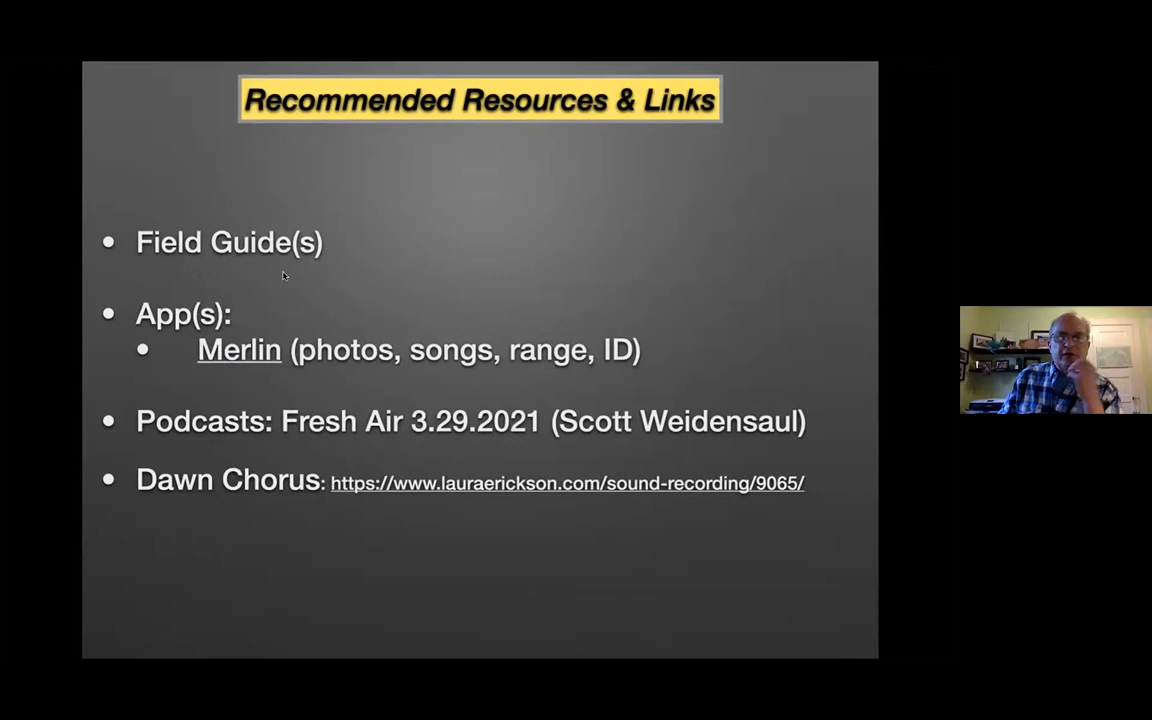 Recommended Resources & Links
• Field Guide(s)
• App(s):
• Merlin (photos, songs, range, ID)
• Podcasts: Fresh Air 3.29.2021 (Scott Weidensaul)
• Dawn Chorus: https://www.lauraerickson.com/sound-recording/9065/